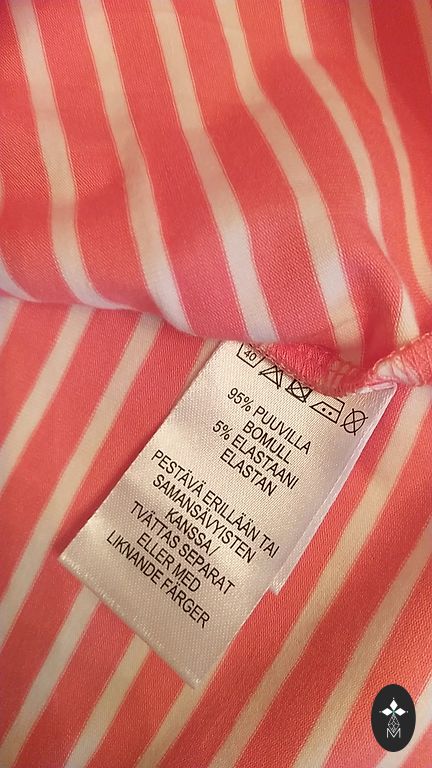 40
95% PUUVILLA
BOMULL
5% ELASTAANI
ELASTAN
PESTÄVÄ ERILLÄÄN TAI
SAMANSÄVYISTEN
KANSSA/
TVÄTTAS SEPARAT
ELLER MED
LIKNANDE FÄRGER
M